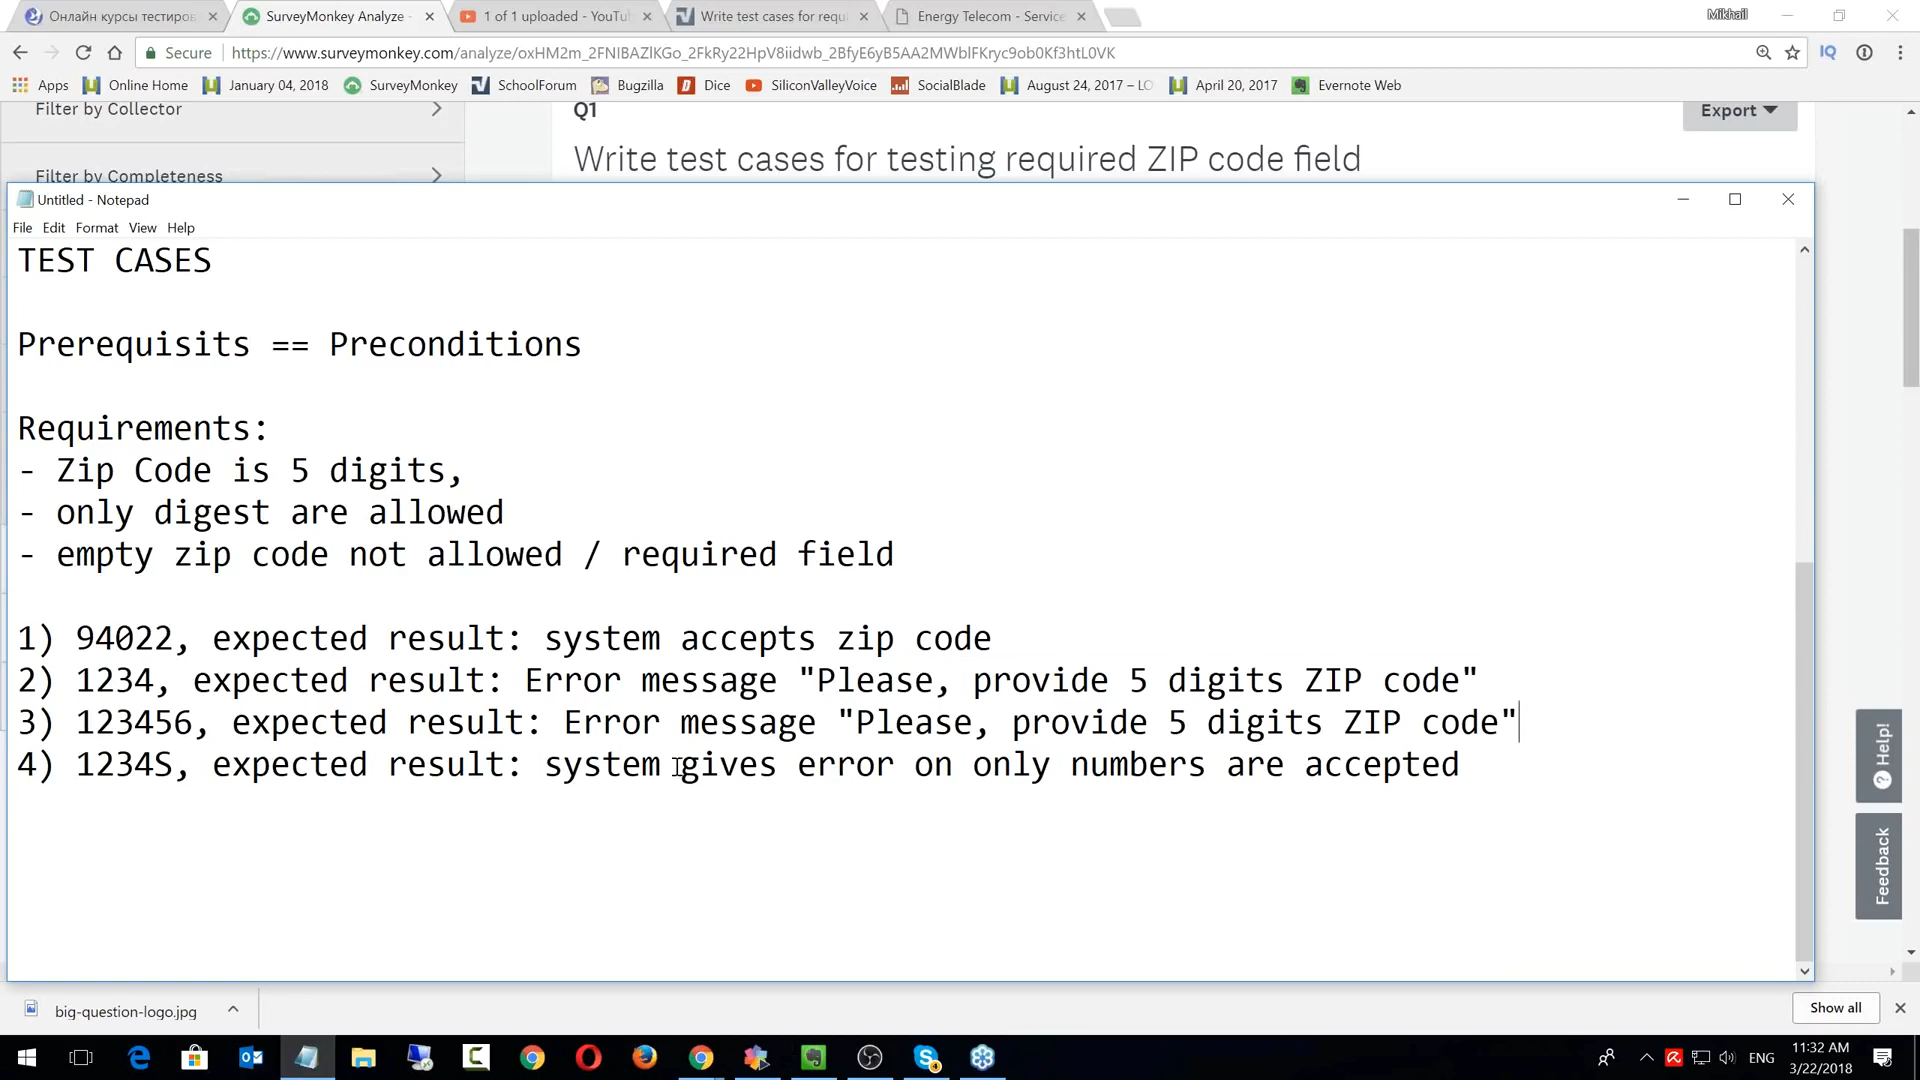 Онлайн курсы тестиров
SurveyMonkey Analyze -
1 of 1 uploaded - YouTu
Write test cases for requ
Energy Telecom - Service
Mikhail
Secure
https://www.surveymonkey.com/analyze/oxHM2m_2FNIBAZlKGo_2FkRy22HpV8iidwb_2BfyE6yB5AA2MWblFKryc9ob0Kf3htL0VK
Apps
Online Home
January 04, 2018
SurveyMonkey
SchoolForum
Bugzilla
Dice
SiliconValleyVoice
SocialBlade
August 24, 2017 – LO
April 20, 2017
Evernote Web
Filter by Collector
Q1
Export
Write test cases for testing required ZIP code field
Filter by Completeness
Untitled - Notepad
File Edit Format View Help
TEST CASES
Prerequisits == Preconditions
Requirements:
- Zip Code is 5 digits,
- only digest are allowed
- empty zip code not allowed / required field
1) 94022, expected result: system accepts zip code
2) 1234, expected result: Error message "Please, provide 5 digits ZIP code"
3) 123456, expected result: Error message "Please, provide 5 digits ZIP code"
4) 1234S, expected result: system gives error on only numbers are accepted
Help!
Feedback
big-question-logo.jpg
Show all
ENG
11:32 AM
3/22/2018